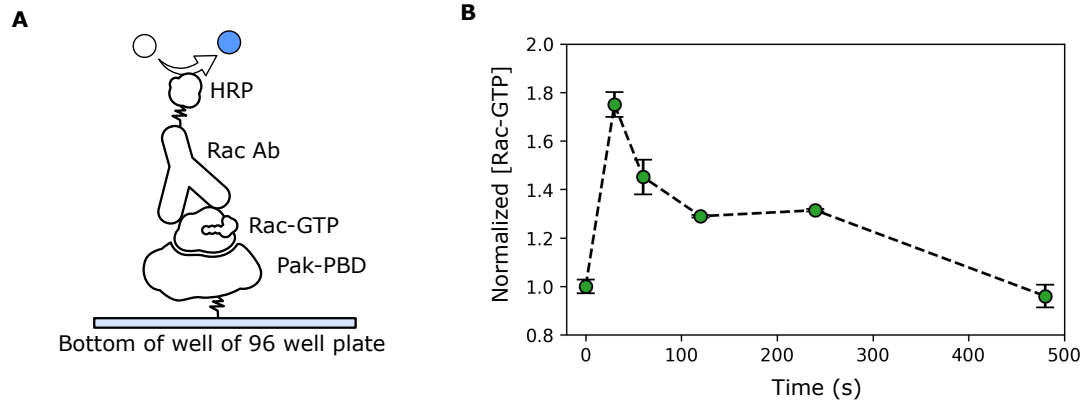 A
HRP
Rac Ab
Rac-GTP
Pak-PBD
Bottom of well of 96 well plate
B
Normalized [Rac-GTP]
2.0
1.8
1.6
1.4
1.2
1.0
0.8
0 100 200 300 400 500
Time (s)